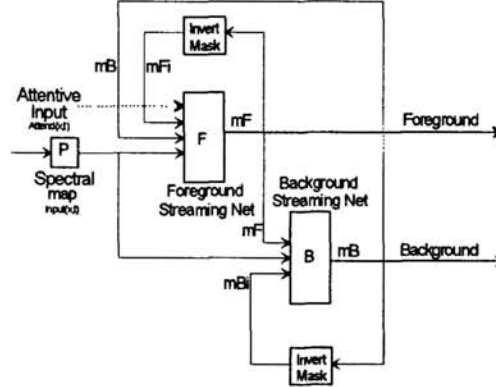 Invert
Mask
mB
mFi
Attentive
Input
Attend(x,t)
mF
Foreground
F
P
Spectral
map
Input(x,t)
Foreground
Streaming Net
Background
Streaming Net
mF
B
mB
Background
mBi
Invert
Mask